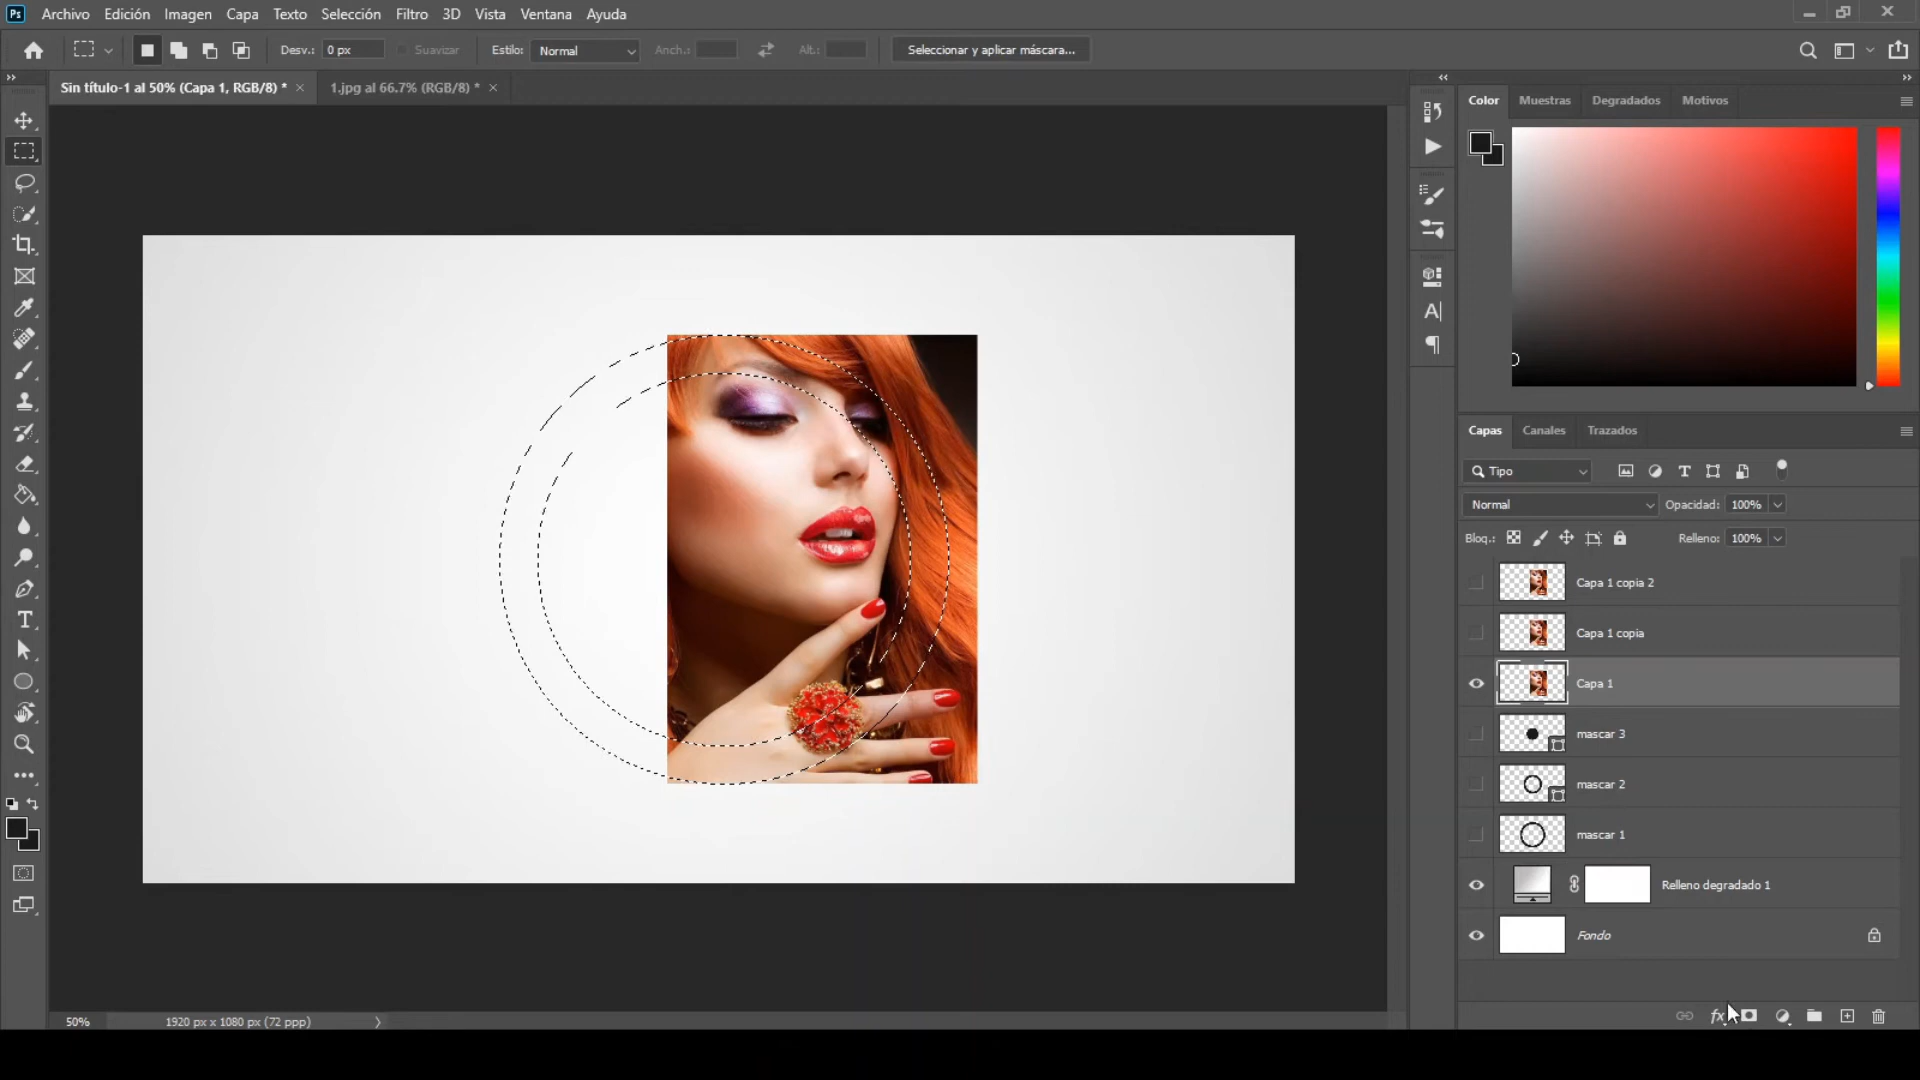 Ps Archivo Edición Imagen Capa Texto Selección Filtro 3D Vista Ventana Ayuda
Desv.: 0 px Suavizar Estilo: Normal Anch.: Alt.: Seleccionar y aplicar máscara...
Sin título-1 al 50% (Capa 1, RGB/8) * 1.jpg al 66.7% (RGB/8) *
Color Muestras Degradados Motivos
Capas Canales Trazados
Tipo
Normal Opacidad: 100%
Bloq.: Relleno: 100%
Capa 1 copia 2
Capa 1 copia
Capa 1
mascar 3
mascar 2
mascar 1
Relleno degradado 1
Fondo
50% 1920 px x 1080 px (72 ppp)
fx